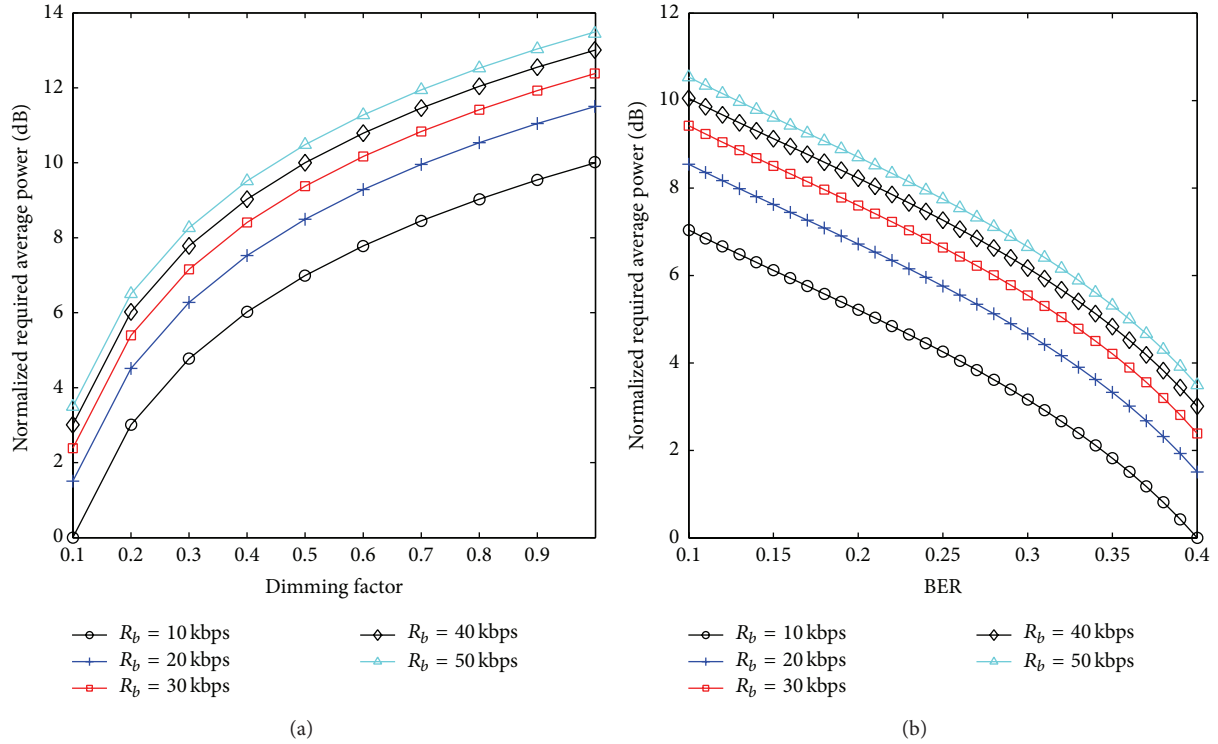 14
12
10
8
6
4
2
0
Normalized required average power (dB)
0.1 0.2 0.3 0.4 0.5 0.6 0.7 0.8 0.9
Dimming factor
R_b = 10 kbps
R_b = 20 kbps
R_b = 30 kbps
R_b = 40 kbps
R_b = 50 kbps
(a)
12
10
8
6
4
2
0
Normalized required average power (dB)
0.1 0.15 0.2 0.25 0.3 0.35 0.4
BER
R_b = 10 kbps
R_b = 20 kbps
R_b = 30 kbps
R_b = 40 kbps
R_b = 50 kbps
(b)